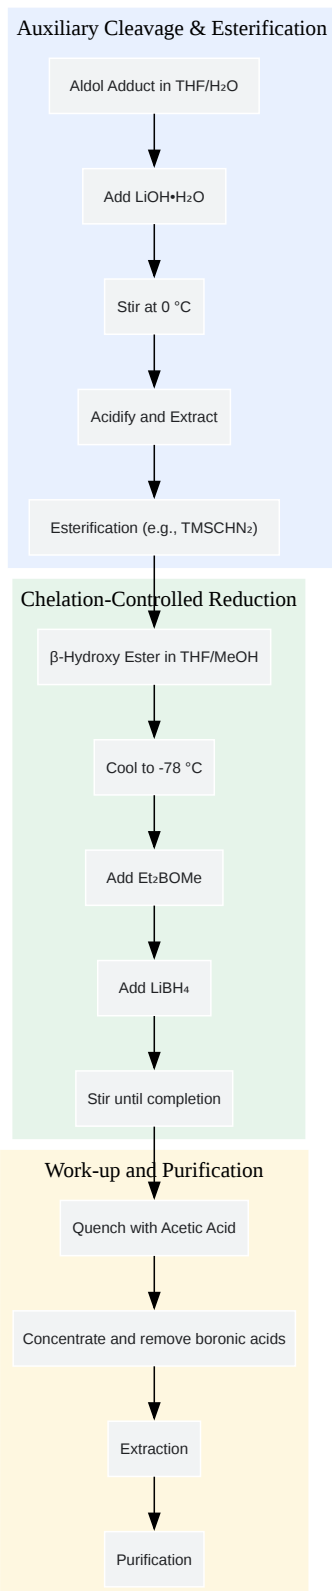 Auxiliary Cleavage & Esterification
Aldol Adduct in THF/H₂O
Add LiOH•H₂O
Stir at 0 °C
Acidify and Extract
Esterification (e.g., TMSCHN₂)
Chelation-Controlled Reduction
β-Hydroxy Ester in THF/MeOH
Cool to -78 °C
Add Et₂BOMe
Add LiBH₄
Stir until completion
Work-up and Purification
Quench with Acetic Acid
Concentrate and remove boronic acids
Extraction
Purification